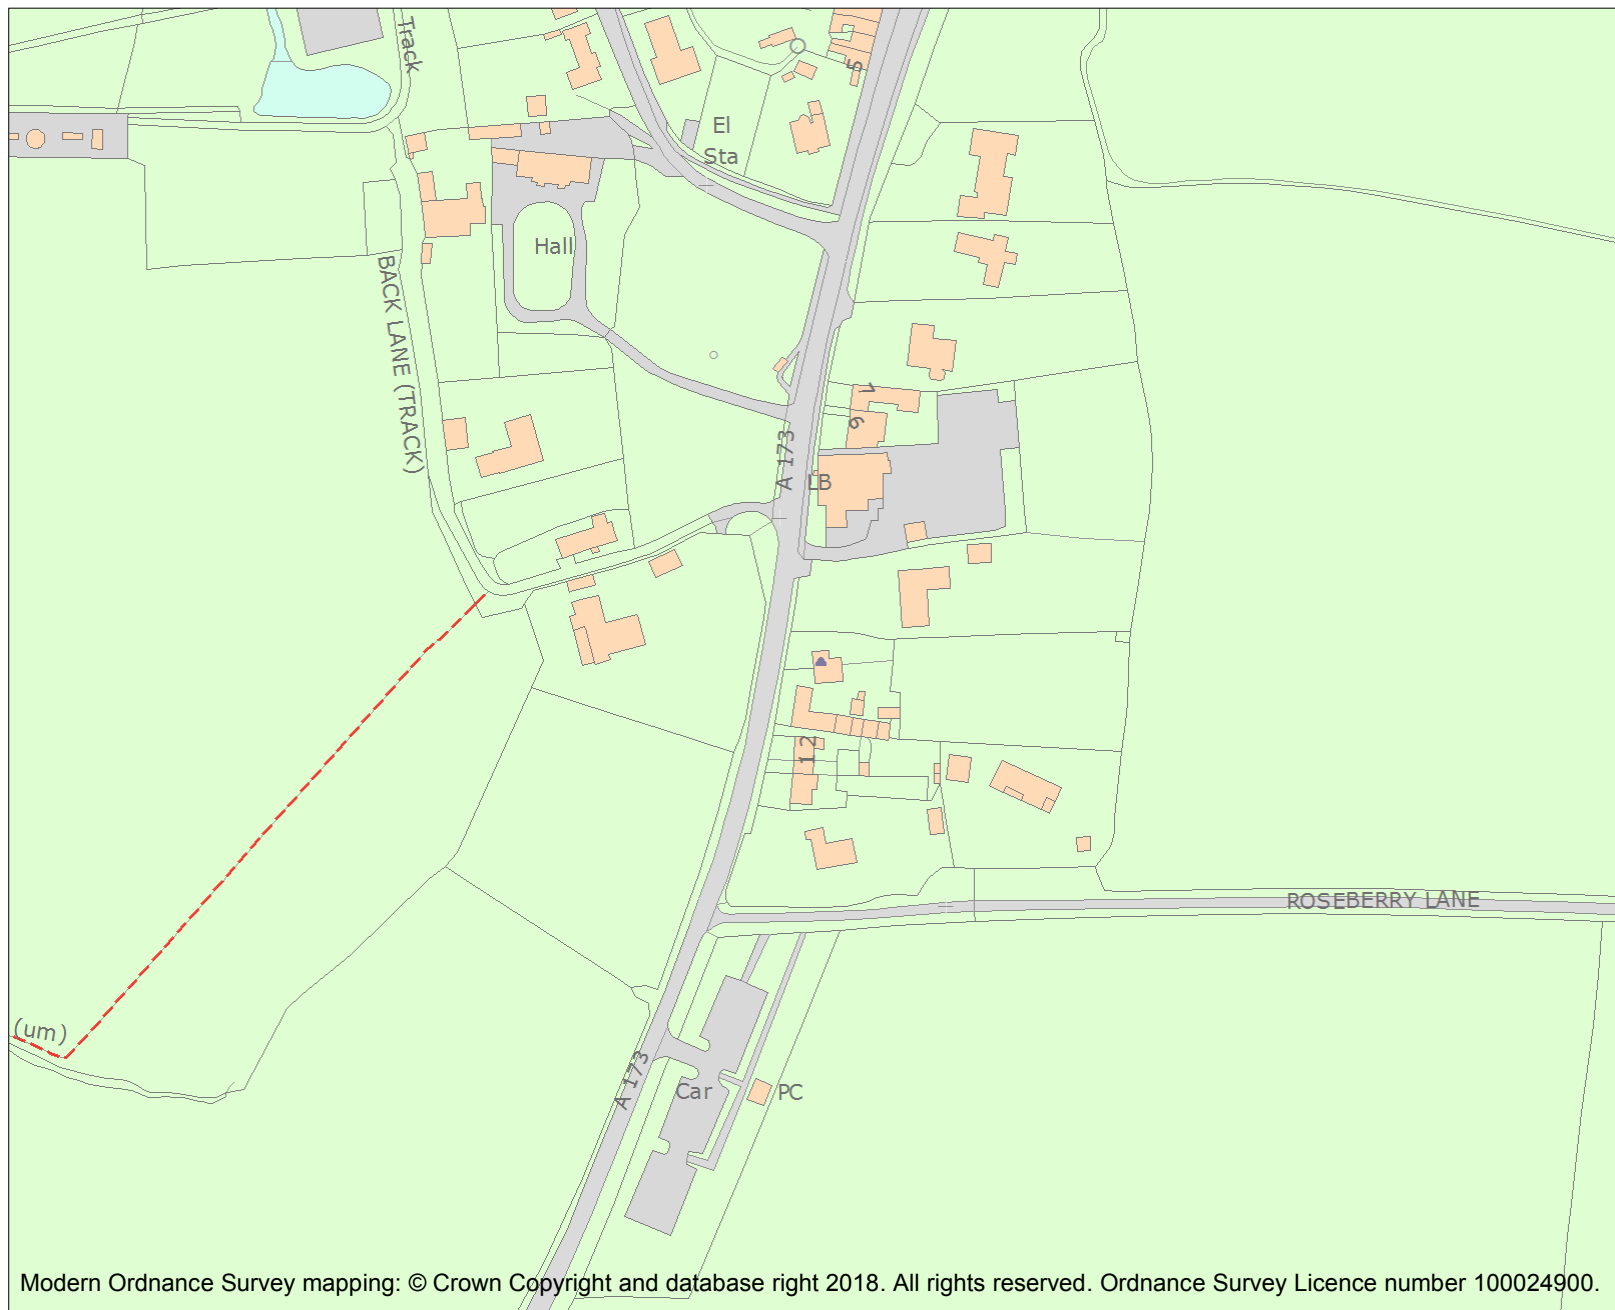 Track
5
El
Sta
Hall
BACK LANE (TRACK)
7
6
A 173
LB
12
ROSEBERRY LANE
(um)
A 173
Car
PC
Modern Ordnance Survey mapping: © Crown Copyright and database right 2018. All rights reserved. Ordnance Survey Licence number 100024900.